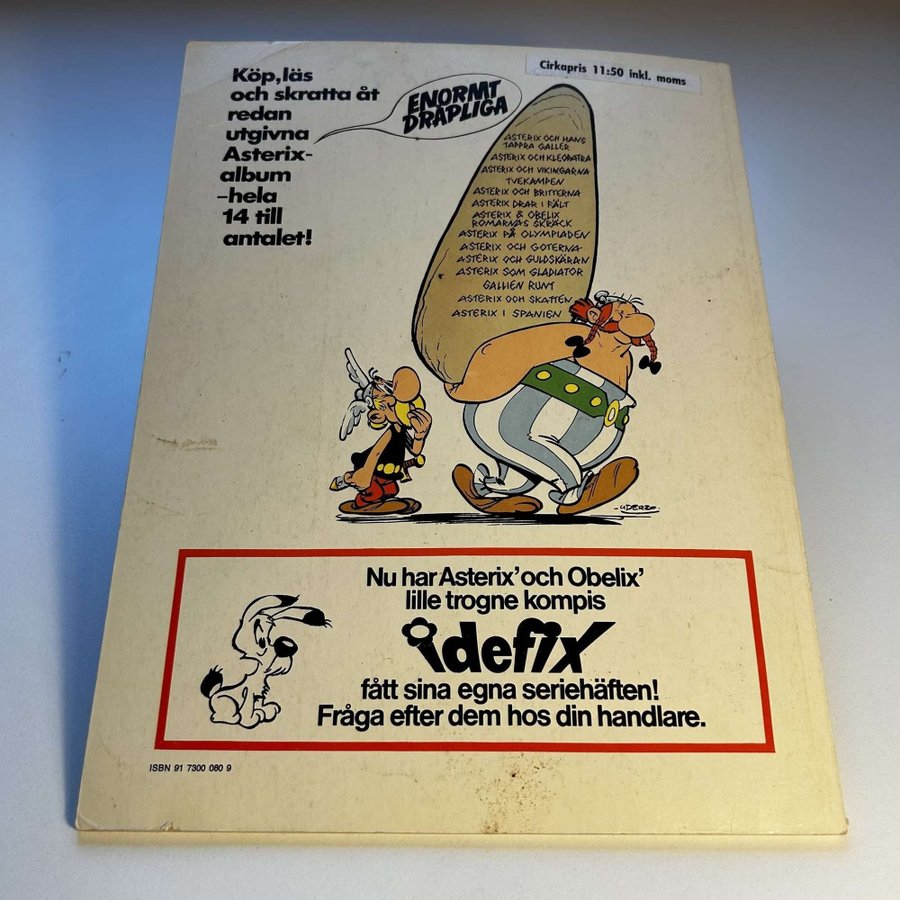 Köp, läs
och skratta åt
redan
utgivna
Asterix-
album
–hela
14 till
antalet!
ENORMT
DRÅPLIGA
Cirkapris 11:50 inkl. moms
ASTERIX OCH HANS
TAPPRA GALLER
ASTERIX OCH KLEOPATRA
ASTERIX OCH VIKINGARNA
TVEKAMPEN
ASTERIX OCH BRITTERNA
ASTERIX DRAR I FÄLT
ASTERIX & OBELIX
ROMARNAS SKRÄCK
ASTERIX PÅ OLYMPIADEN
ASTERIX OCH GOTERNA
ASTERIX OCH GULDSKÄRAN
ASTERIX SOM GLADIATOR
GALLIEN RUNT
ASTERIX OCH SKATTEN
ASTERIX I SPANIEN
-UDERZO-
Nu har Asterix' och Obelix'
lille trogne kompis
idefix
fått sina egna seriehäften!
Fråga efter dem hos din handlare.
ISBN 91 7300 080 9